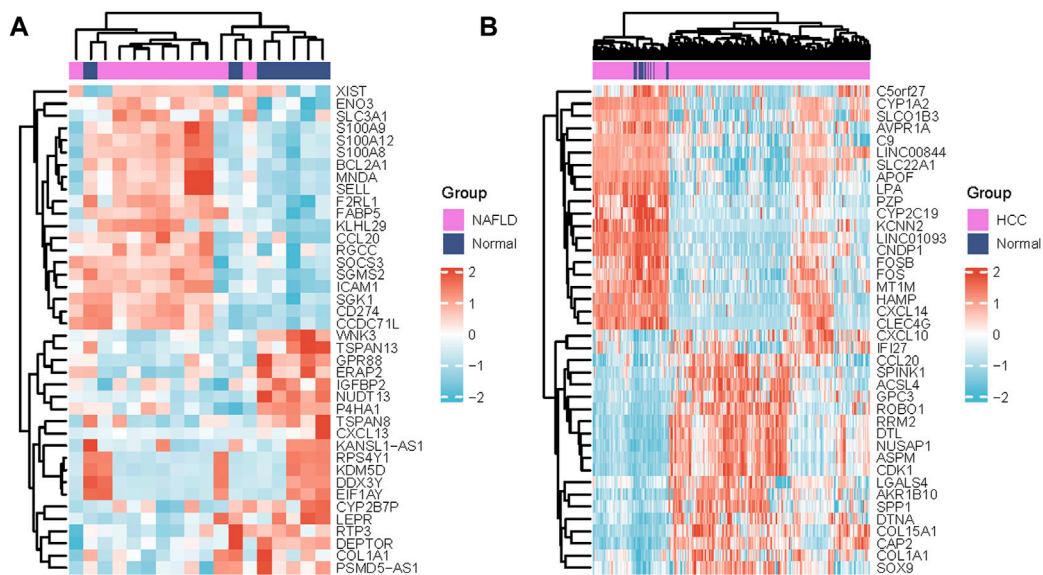 A
XIST
ENO3
SLC3A1
S100A9
S100A12
S100A8
BCL2A1
MNDA
SELL
F2RL1
FABP5
KLHL29
CCL20
RGCC
SOCS3
SGMS2
ICAM1
SGK1
CD274
CCDC71L
WNK3
TSPAN13
GPR88
ERAP2
IGFBP2
NUDT13
P4HA1
TSPAN8
CXCL13
KANSL1-AS1
RPS4Y1
KDM5D
DDX3Y
EIF1AY
CYP2B7P
LEPR
RTP3
DEPTOR
COL1A1
PSMD5-AS1
Group
NAFLD
Normal
2
1
0
-1
-2
B
C5orf27
CYP1A2
SLCO1B3
AVPR1A
C9
LINC00844
SLC22A1
APOF
LPA
PZP
CYP2C19
KCNN2
LINC01093
CNDP1
FOSB
FOS
MT1M
HAMP
CXCL14
CLEC4G
CXCL10
IFI27
CCL20
SPINK1
ACSL4
GPC3
ROBO1
RRM2
DTL
NUSAP1
ASPM
CDK1
LGALS4
AKR1B10
SPP1
DTNA
COL15A1
CAP2
COL1A1
SOX9
Group
HCC
Normal
2
1
0
-1
-2